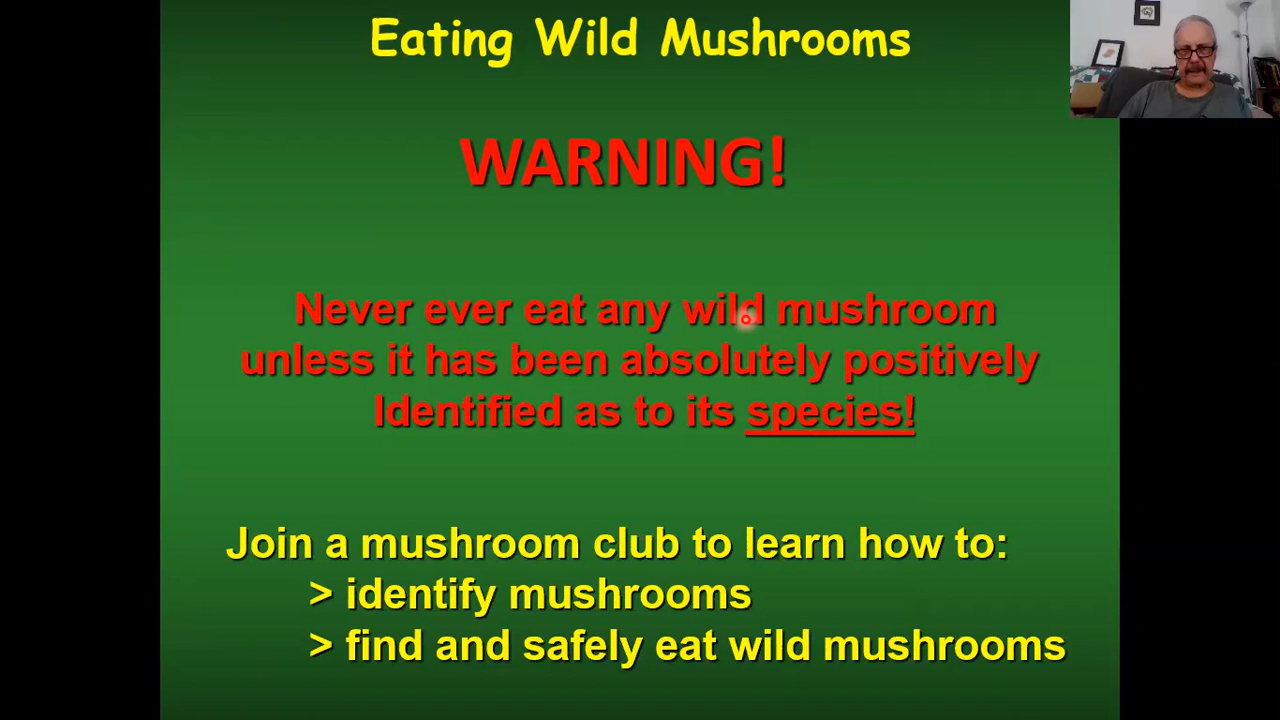 Eating Wild Mushrooms
WARNING!
Never ever eat any wild mushroom
unless it has been absolutely positively
Identified as to its species!
Join a mushroom club to learn how to:
> identify mushrooms
> find and safely eat wild mushrooms